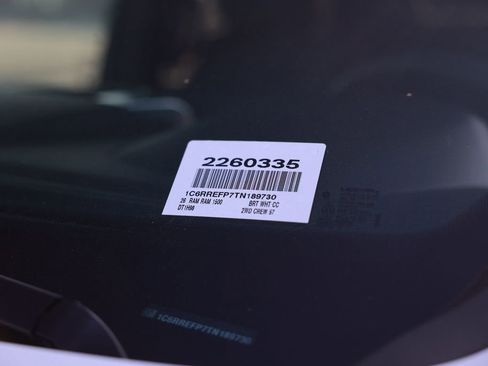 2260335
1C6RREFP7TN189730
26 RAM RAM 1500 BRT WHT CC
DT1H98 2WD CREW 57
1C6RREFP7TN189730